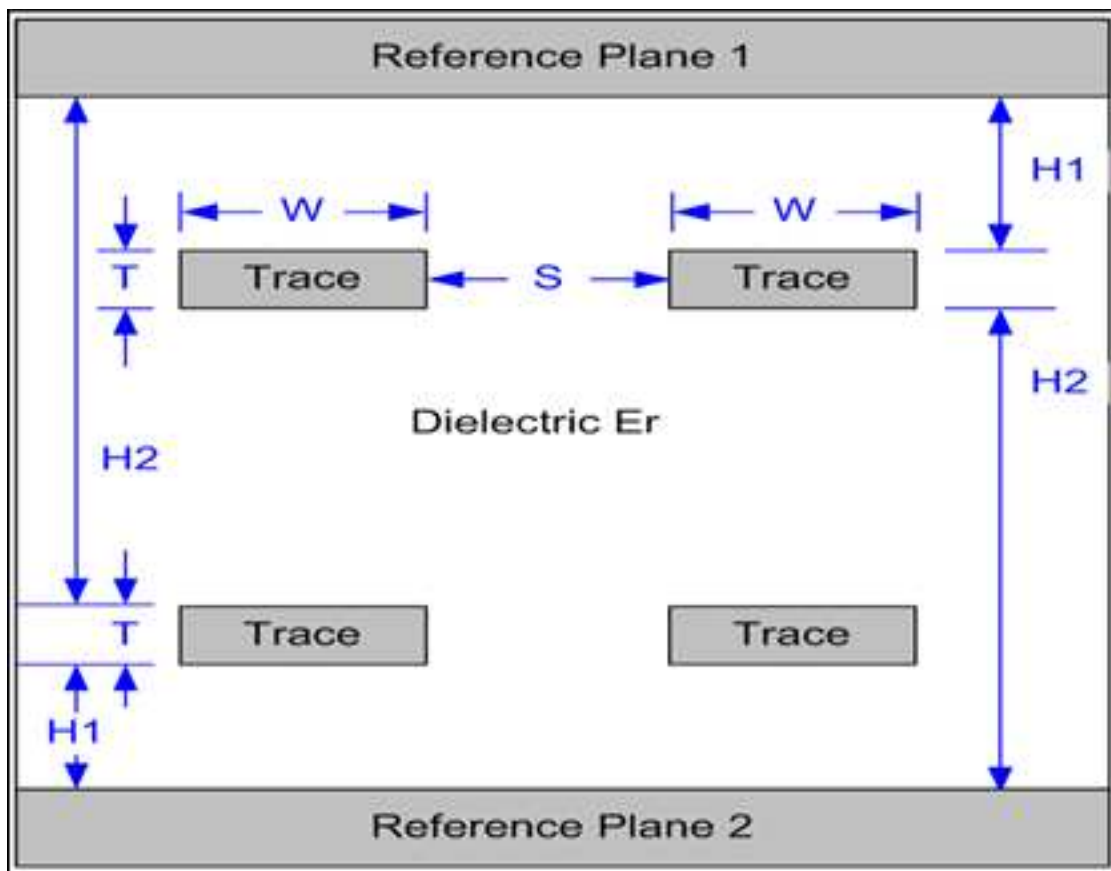 Reference Plane 1
H1
W
W
T
Trace
S
Trace
H2
Dielectric Er
H2
T
Trace
Trace
H1
Reference Plane 2